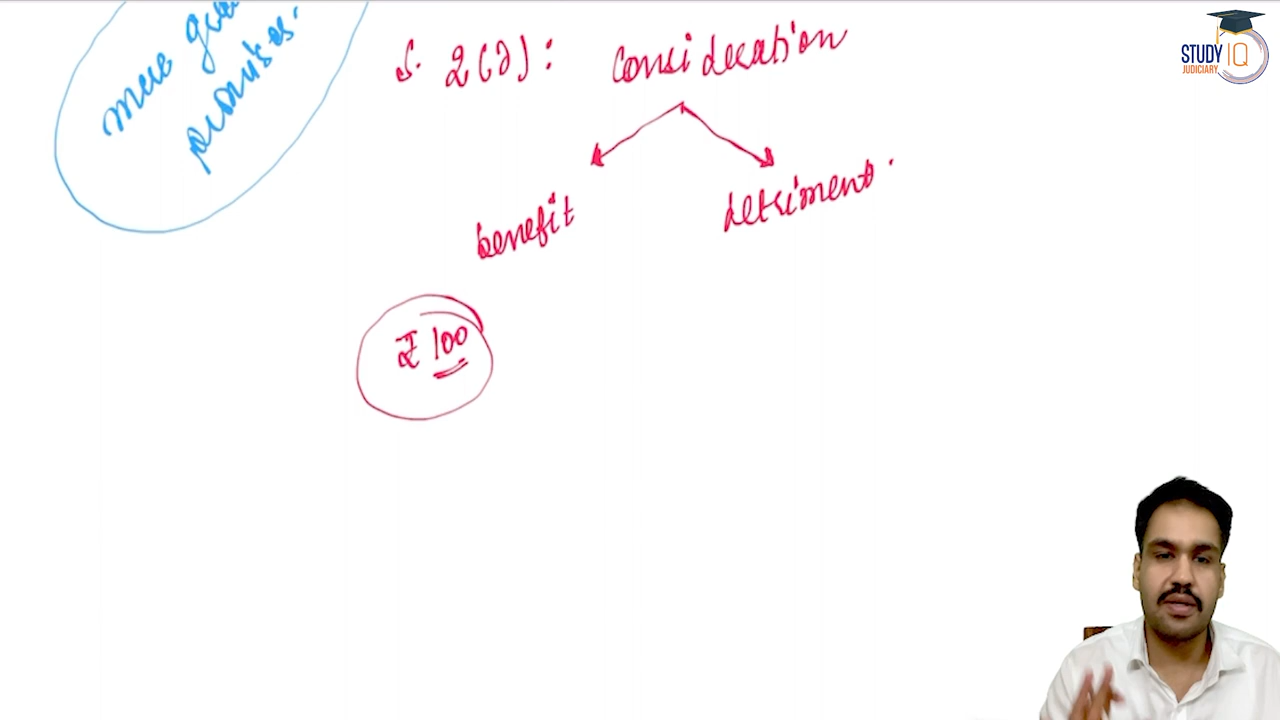 mere
promises.
S. 2(d): Consideration
benefit
detriment.
₹ 100
STUDY IQ
JUDICIARY